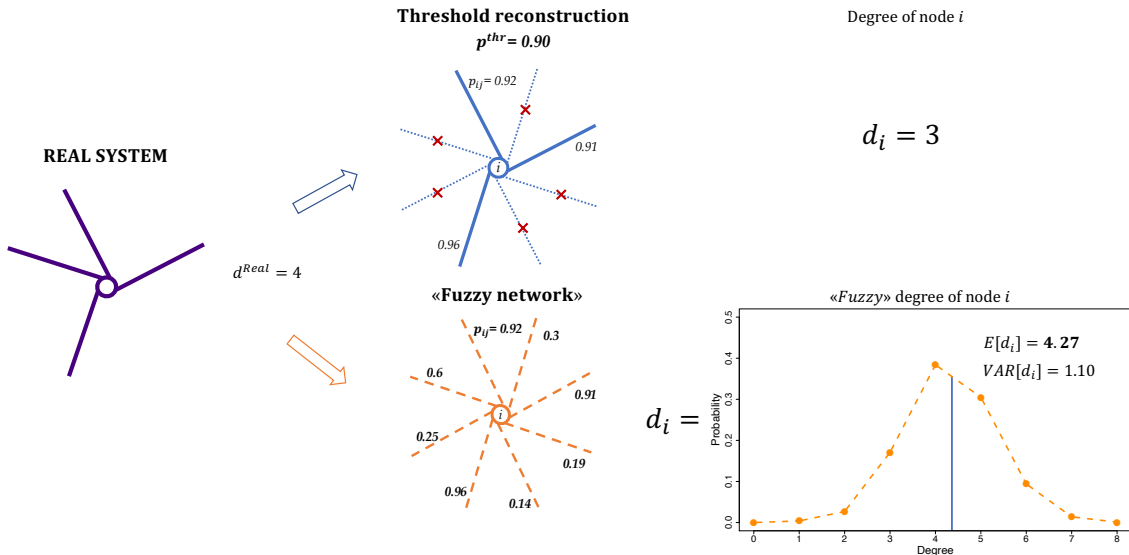 Threshold reconstruction
p^thr = 0.90
Degree of node i
p_ij = 0.92
0.91
i
0.96
d_i = 3
REAL SYSTEM
d^Real = 4
«Fuzzy network»
p_ij = 0.92
0.3
0.6
0.91
i
0.25
0.19
0.96
0.14
«Fuzzy» degree of node i
d_i =
E[d_i] = 4.27
VAR[d_i] = 1.10
Probability
0.5
0.4
0.3
0.2
0.1
0.0
0 1 2 3 4 5 6 7 8
Degree